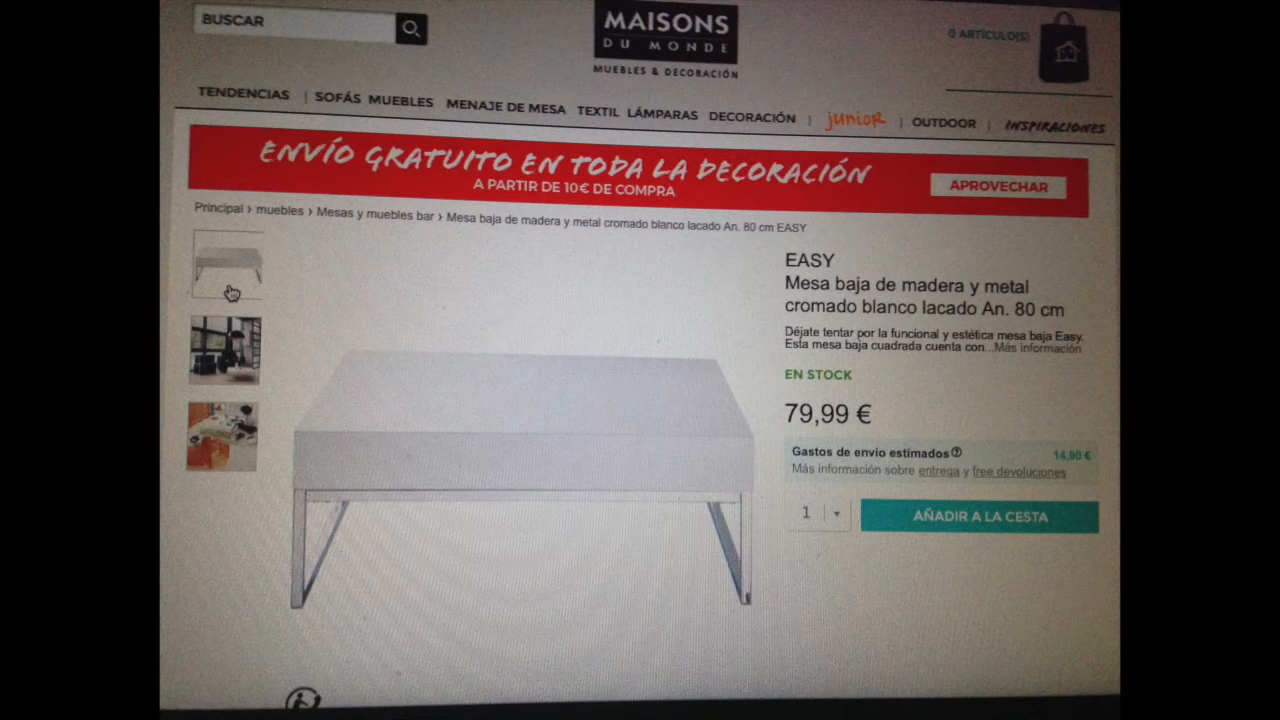 BUSCAR
MAISONS
DU MONDE
MUEBLES & DECORACIÓN
0 ARTÍCULO(S)
TENDENCIAS | SOFÁS MUEBLES MENAJE DE MESA TEXTIL LÁMPARAS DECORACIÓN | junior | OUTDOOR | INSPIRACIONES
ENVÍO GRATUITO EN TODA LA DECORACIÓN
A PARTIR DE 10€ DE COMPRA
APROVECHAR
Principal › muebles › Mesas y muebles bar › Mesa baja de madera y metal cromado blanco lacado An. 80 cm EASY
EASY
Mesa baja de madera y metal
cromado blanco lacado An. 80 cm
Déjate tentar por la funcional y estética mesa baja Easy.
Esta mesa baja cuadrada cuenta con...Más información
EN STOCK
79,99 €
Gastos de envío estimados ? 14,90 €
Más información sobre entrega y free devoluciones
1 AÑADIR A LA CESTA